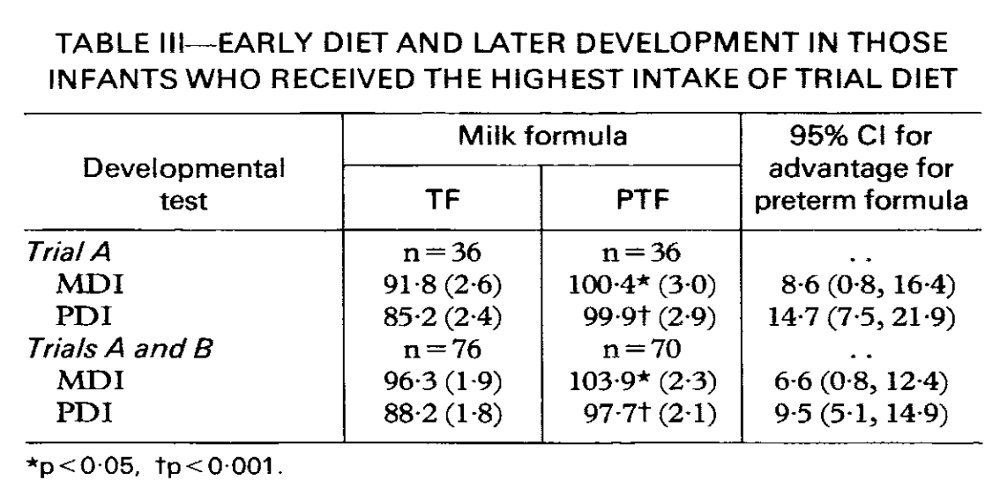 TABLE III—EARLY DIET AND LATER DEVELOPMENT IN THOSE
INFANTS WHO RECEIVED THE HIGHEST INTAKE OF TRIAL DIET
Developmental test | Milk formula | 95% CI for advantage for preterm formula
TF | PTF
Trial A | n=36 | n=36 | ..
MDI | 91·8 (2·6) | 100·4* (3·0) | 8·6 (0·8, 16·4)
PDI | 85·2 (2·4) | 99·9† (2·9) | 14·7 (7·5, 21·9)
Trials A and B | n=76 | n=70 | ..
MDI | 96·3 (1·9) | 103·9* (2·3) | 6·6 (0·8, 12·4)
PDI | 88·2 (1·8) | 97·7† (2·1) | 9·5 (5·1, 14·9)
*p<0·05, †p<0·001.